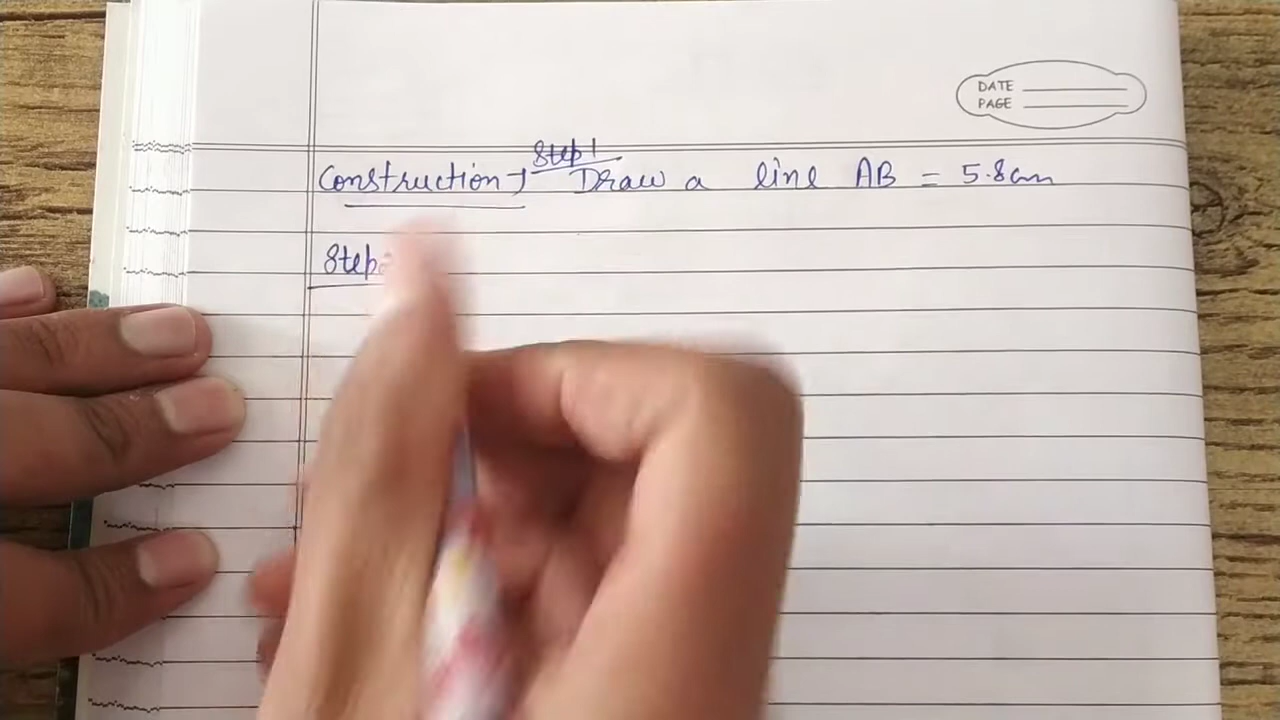 DATE
PAGE
Step 1
Construction → Draw a line AB = 5.8cm
Step